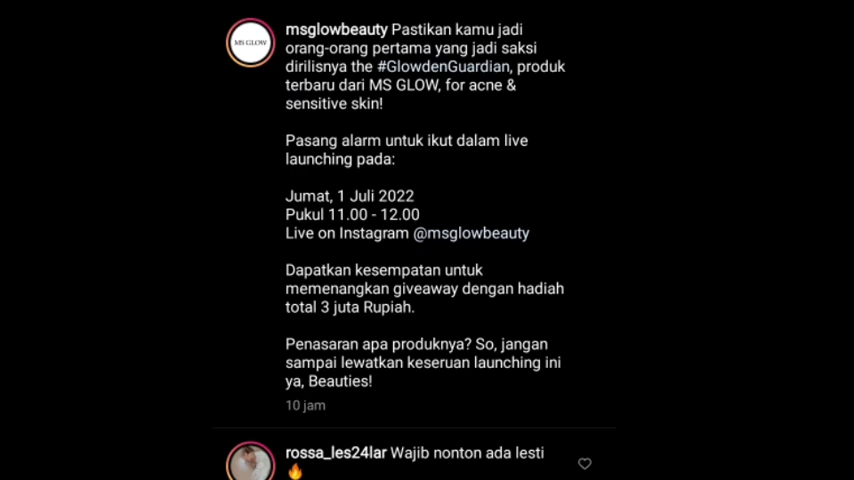 MS GLOW
msglowbeauty Pastikan kamu jadi
orang-orang pertama yang jadi saksi
dirilisnya the #GlowdenGuardian, produk
terbaru dari MS GLOW, for acne &
sensitive skin!
Pasang alarm untuk ikut dalam live
launching pada:
Jumat, 1 Juli 2022
Pukul 11.00 - 12.00
Live on Instagram @msglowbeauty
Dapatkan kesempatan untuk
memenangkan giveaway dengan hadiah
total 3 juta Rupiah.
Penasaran apa produknya? So, jangan
sampai lewatkan keseruan launching ini
ya, Beauties!
10 jam
rossa_les24lar Wajib nonton ada lesti
🔥